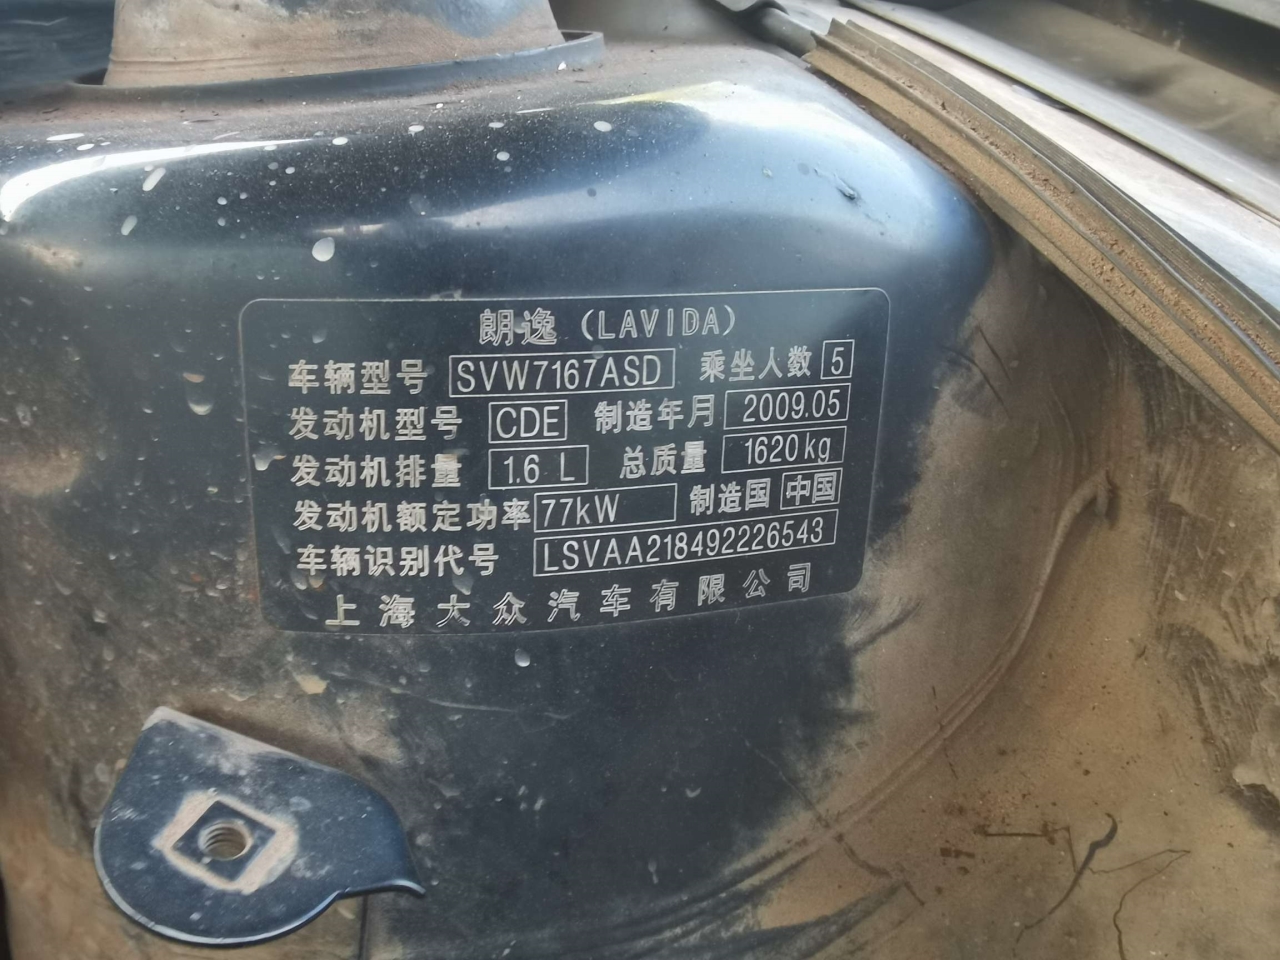 朗逸（LAVIDA）
车辆型号 SVW7167ASD 乘坐人数 5
发动机型号 CDE 制造年月 2009.05
发动机排量 1.6 L 总质量 1620kg
发动机额定功率 77kW 制造国 中国
车辆识别代号 LSVAA218492226543
上海大众汽车有限公司